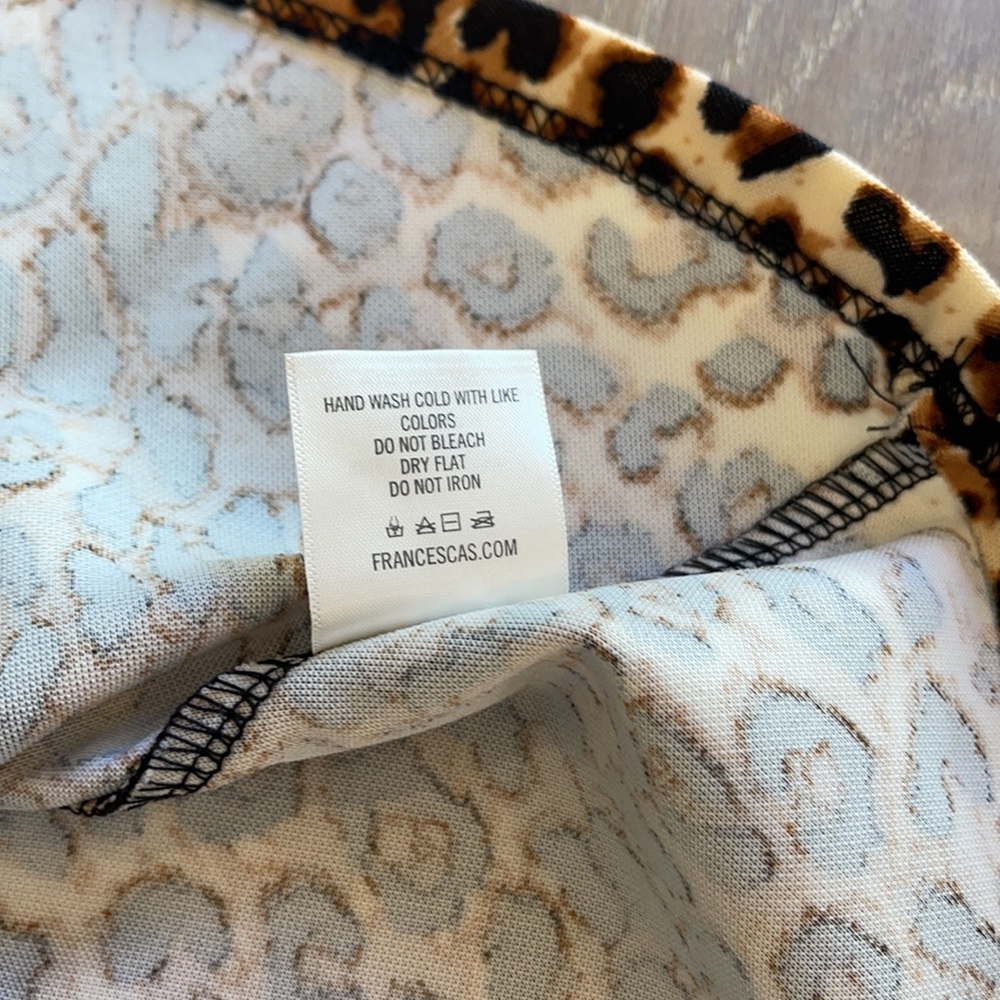 HAND WASH COLD WITH LIKE
COLORS
DO NOT BLEACH
DRY FLAT
DO NOT IRON
FRANCESCAS.COM